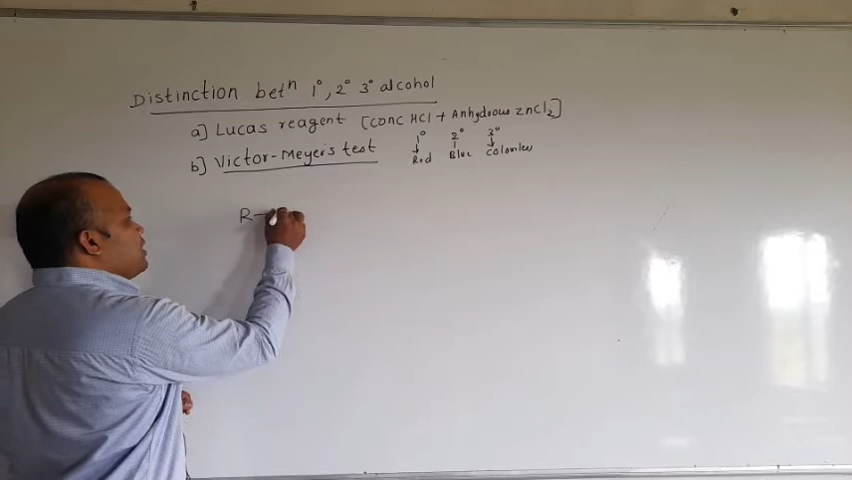 Distinction betⁿ 1°, 2° 3° alcohol
a] Lucas reagent [conc HCl + Anhydrous ZnCl₂]
b] Victor-Meyer's test 1° 2° 3°
↓ ↓ ↓
Red Blue colourless
R-